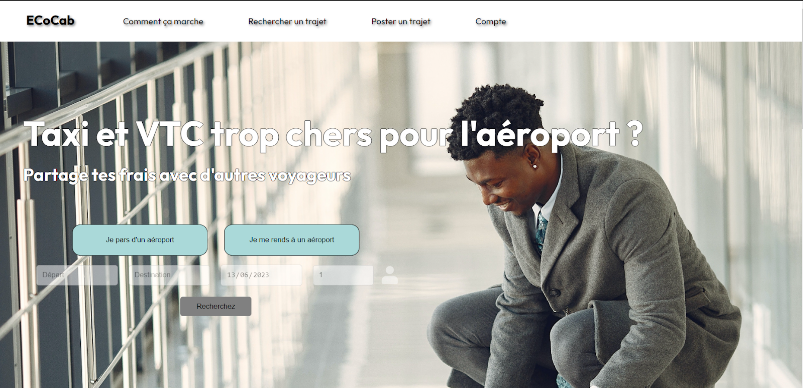 ECoCab Comment ça marche Rechercher un trajet Poster un trajet Compte
Taxi et VTC trop chers pour l'aéroport ?
Partage tes frais avec d'autres voyageurs
Je pars d'un aéroport Je me rends à un aéroport
Départ Destination 13/06/2023 1
Recherchez